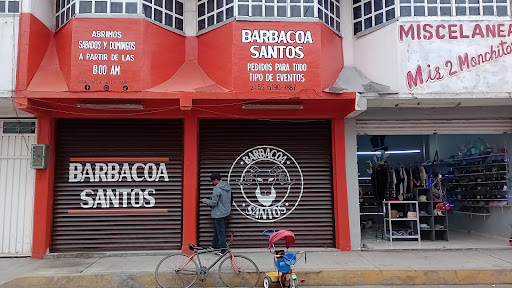 ABRIMOS
SABADOS Y DOMINGOS
A PARTIR DE LAS
8:00 AM
BARBACOA
SANTOS
PEDIDOS PARA TODO
TIPO DE EVENTOS
MISCELANEA
Mis 2 Monchito
BARBACOA
SANTOS
BARBACOA
SANTOS